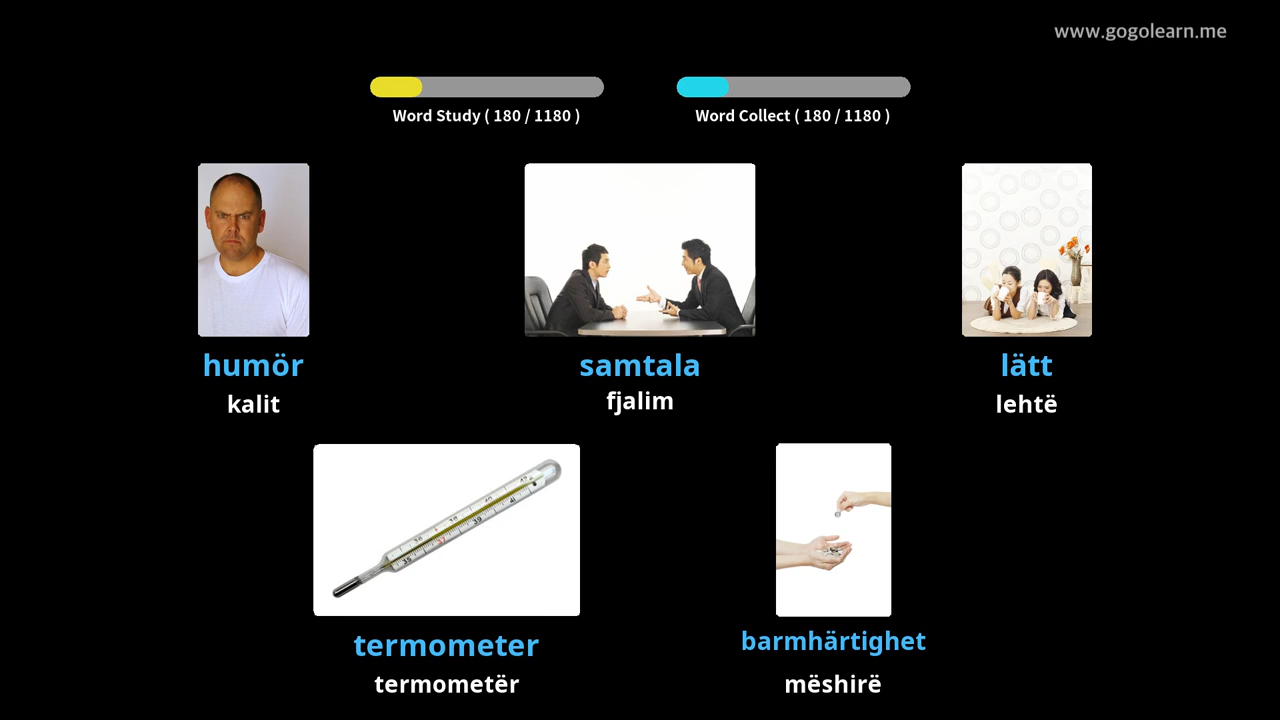 www.gogolearn.me
Word Study ( 180 / 1180 )
Word Collect ( 180 / 1180 )
humör
samtala
lätt
kalit
fjalim
lehtë
termometer
barmhärtighet
termometër
mëshirë